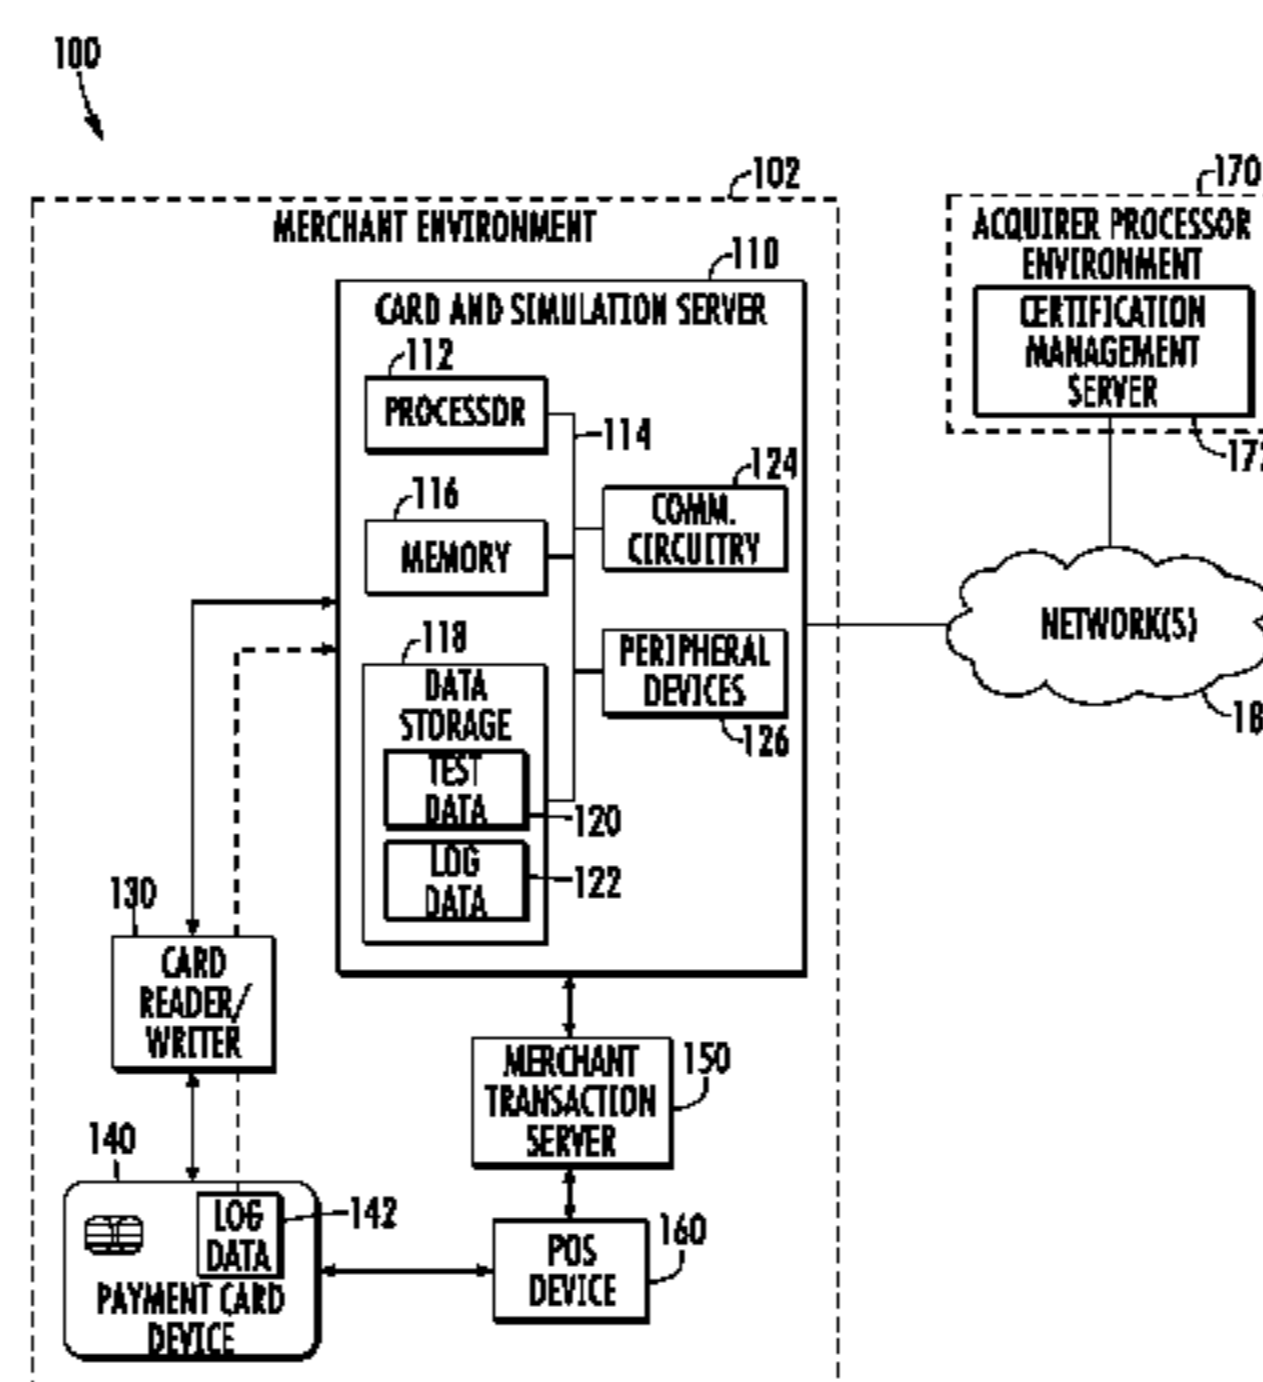 100
102
170
MERCHANT ENVIRONMENT
ACQUIRER PROCESSOR
ENVIRONMENT
110
CARD AND SIMULATION SERVER
CERTIFICATION
MANAGEMENT
SERVER
112
PROCESSOR
114
124
116
COMM.
CIRCUITRY
MEMORY
NETWORK(S)
118
PERIPHERAL
DEVICES
DATA
STORAGE
126
TEST
DATA
120
LOG
DATA
122
130
CARD
READER/
WRITER
MERCHANT
TRANSACTION
SERVER
150
140
LOG
DATA
142
PAYMENT CARD
DEVICE
POS
DEVICE
160